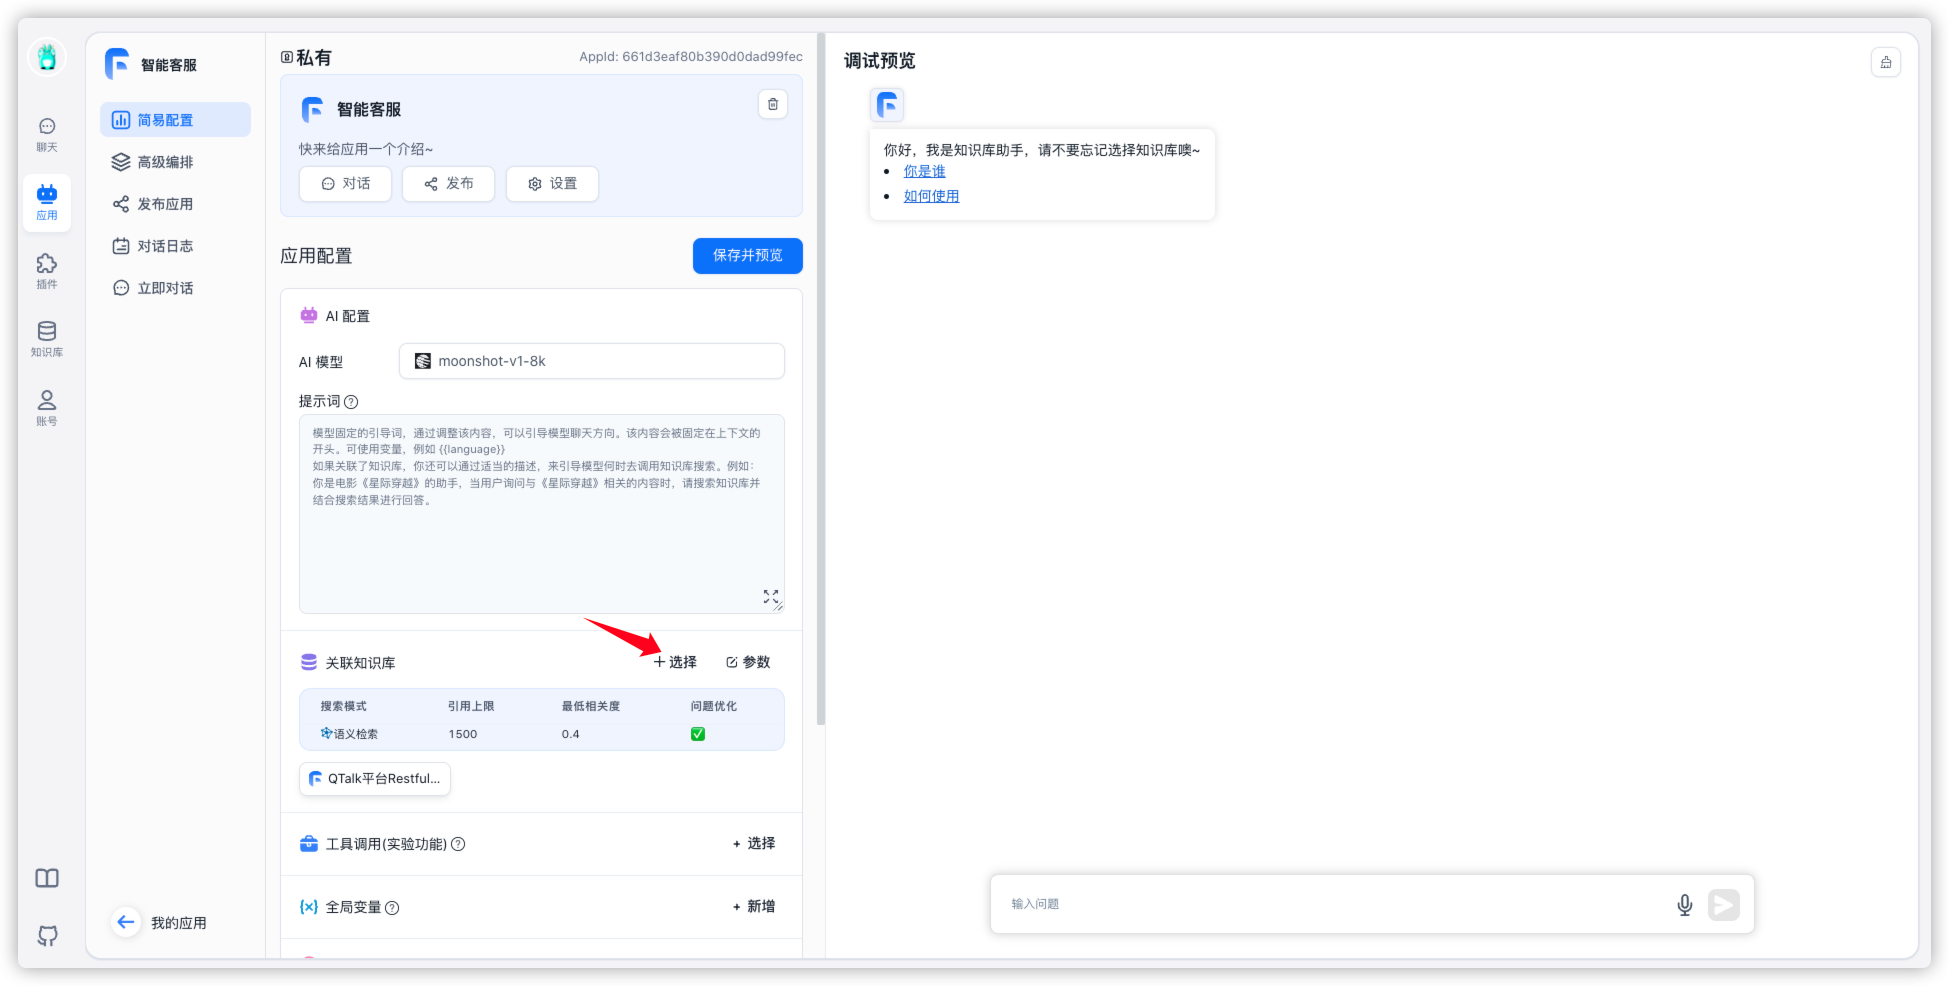 聊天
应用
插件
知识库
账号
智能客服
简易配置
高级编排
发布应用
对话日志
立即对话
我的应用
私有
AppId: 661d3eaf80b390d0dad99fec
智能客服
快来给应用一个介绍~
对话
发布
设置
应用配置
保存并预览
AI 配置
AI 模型
moonshot-v1-8k
提示词
模型固定的引导词，通过调整该内容，可以引导模型聊天方向。该内容会被固定在上下文的
开头。可使用变量，例如 {{language}}
如果关联了知识库，你还可以通过适当的描述，来引导模型何时去调用知识库搜索。例如：
你是电影《星际穿越》的助手，当用户询问与《星际穿越》相关的内容时，请搜索知识库并
结合搜索结果进行回答。
关联知识库
+ 选择
参数
搜索模式 引用上限 最低相关度 问题优化
语义检索 1500 0.4 ✅
QTalk平台Restful...
工具调用(实验功能)
+ 选择
全局变量
+ 新增
调试预览
你好，我是知识库助手，请不要忘记选择知识库噢~
• 你是谁
• 如何使用
输入问题